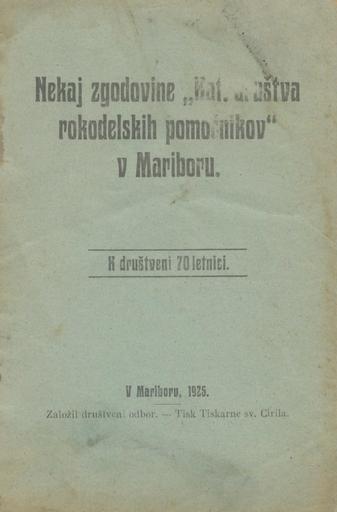 Nekaj zgodovine „Kat. društva
rokodelskih pomočnikov“
v Mariboru.
K društveni 70 letnici.
V Mariboru, 1925.
Založil društveni odbor. — Tisk Tiskarne sv. Cirila.